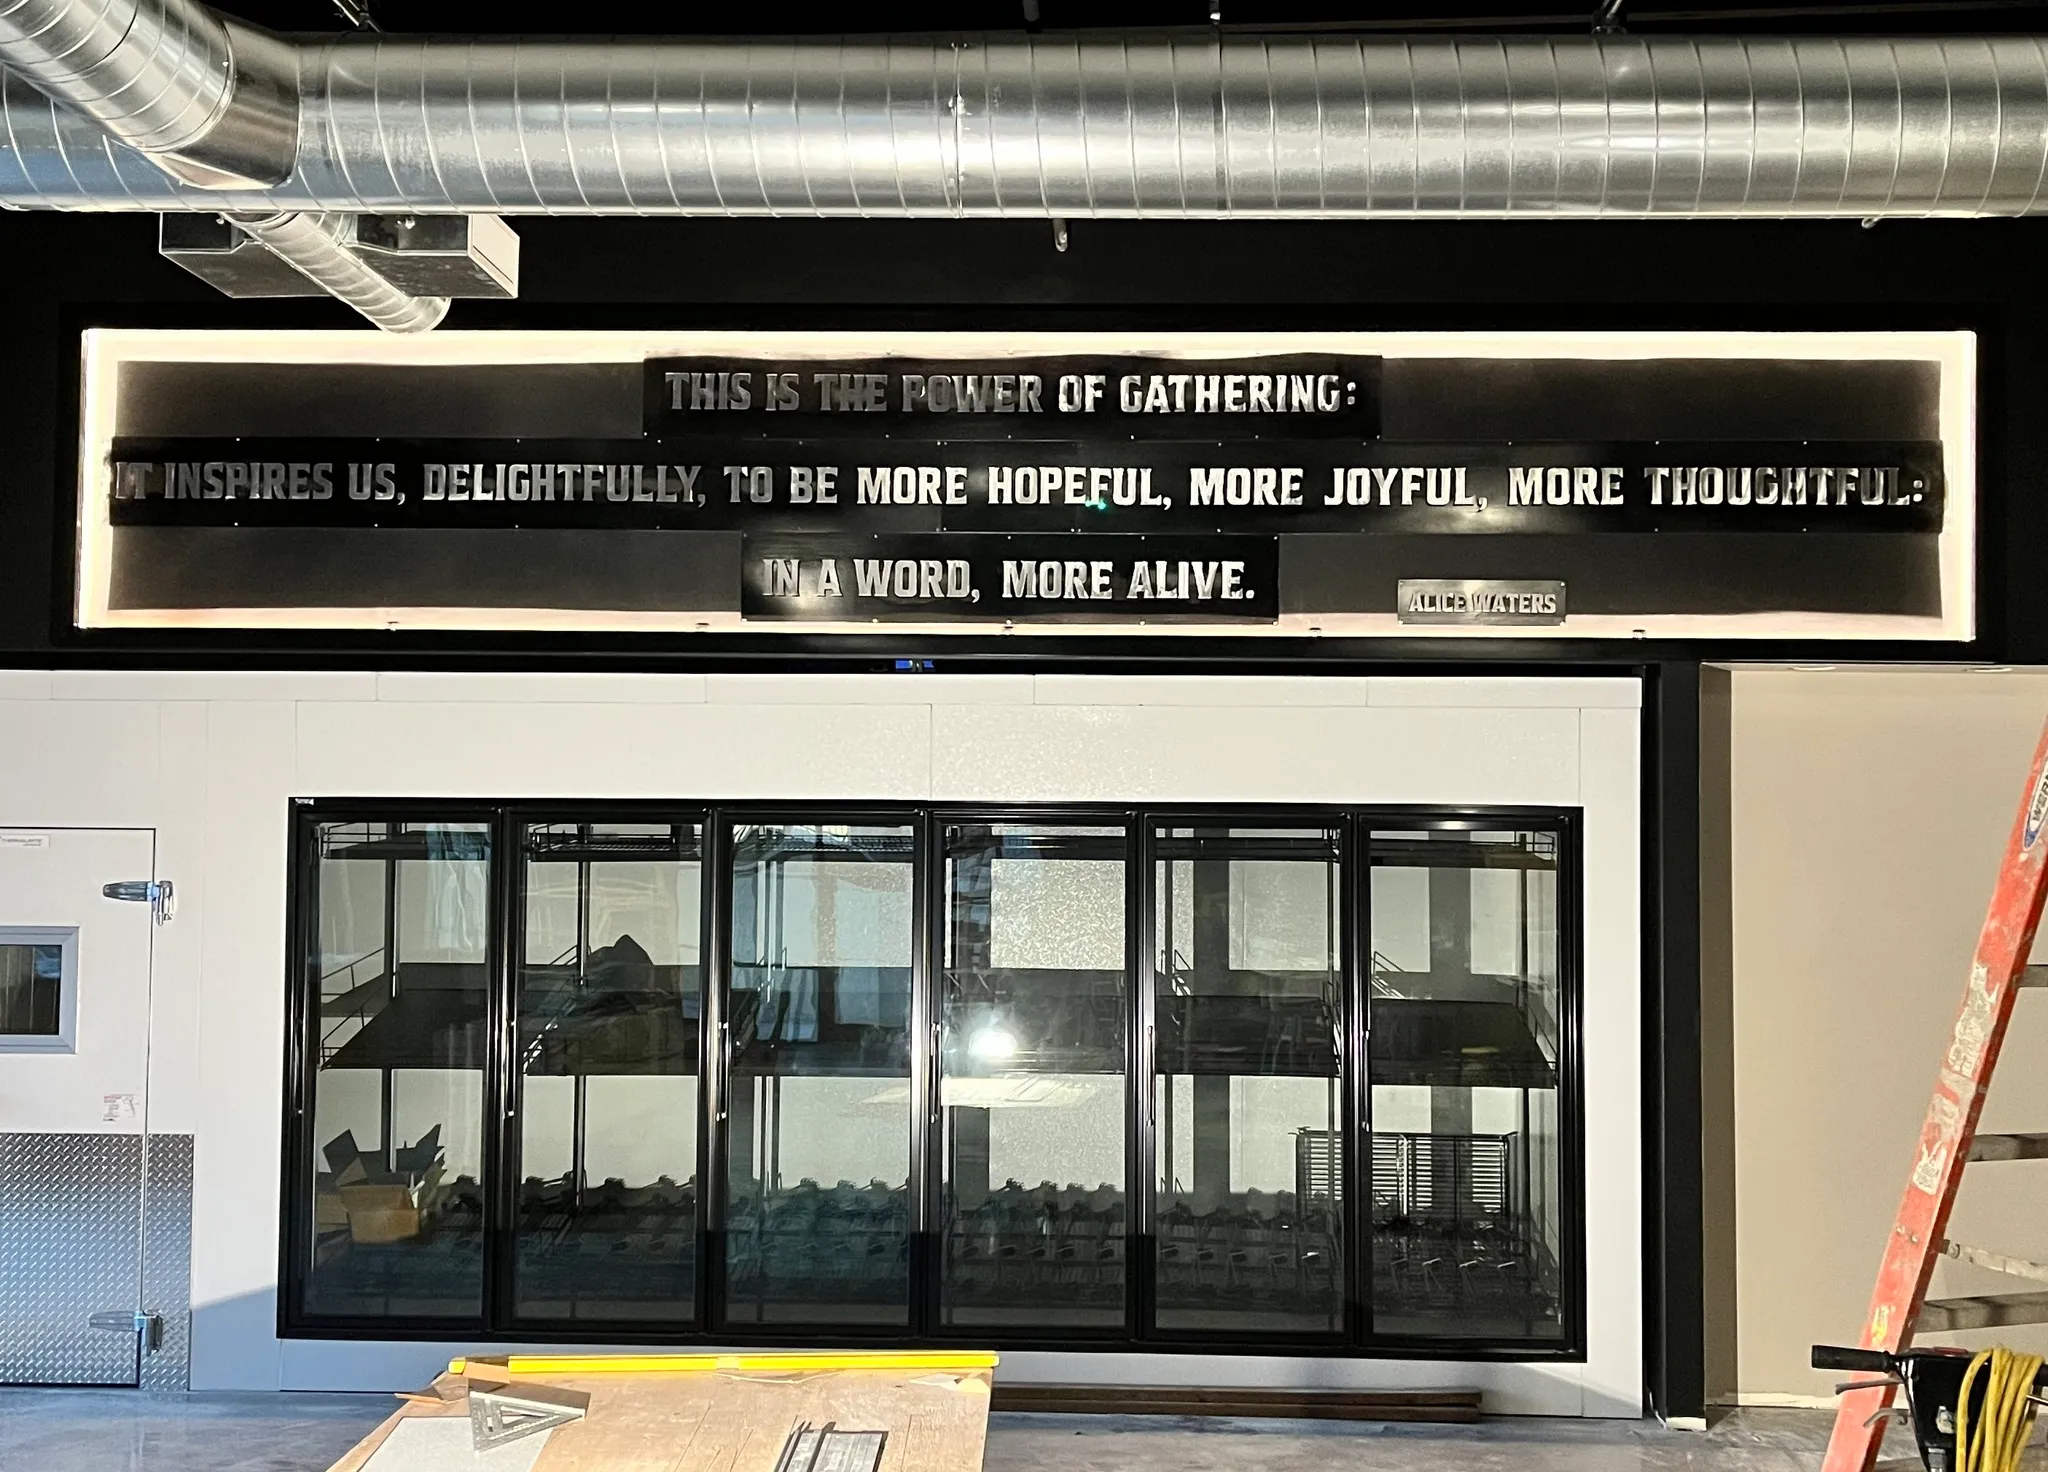 THIS IS THE POWER OF GATHERING:
IT INSPIRES US, DELIGHTFULLY, TO BE MORE HOPEFUL, MORE JOYFUL, MORE THOUGHTFUL:
IN A WORD, MORE ALIVE.
ALICE WATERS